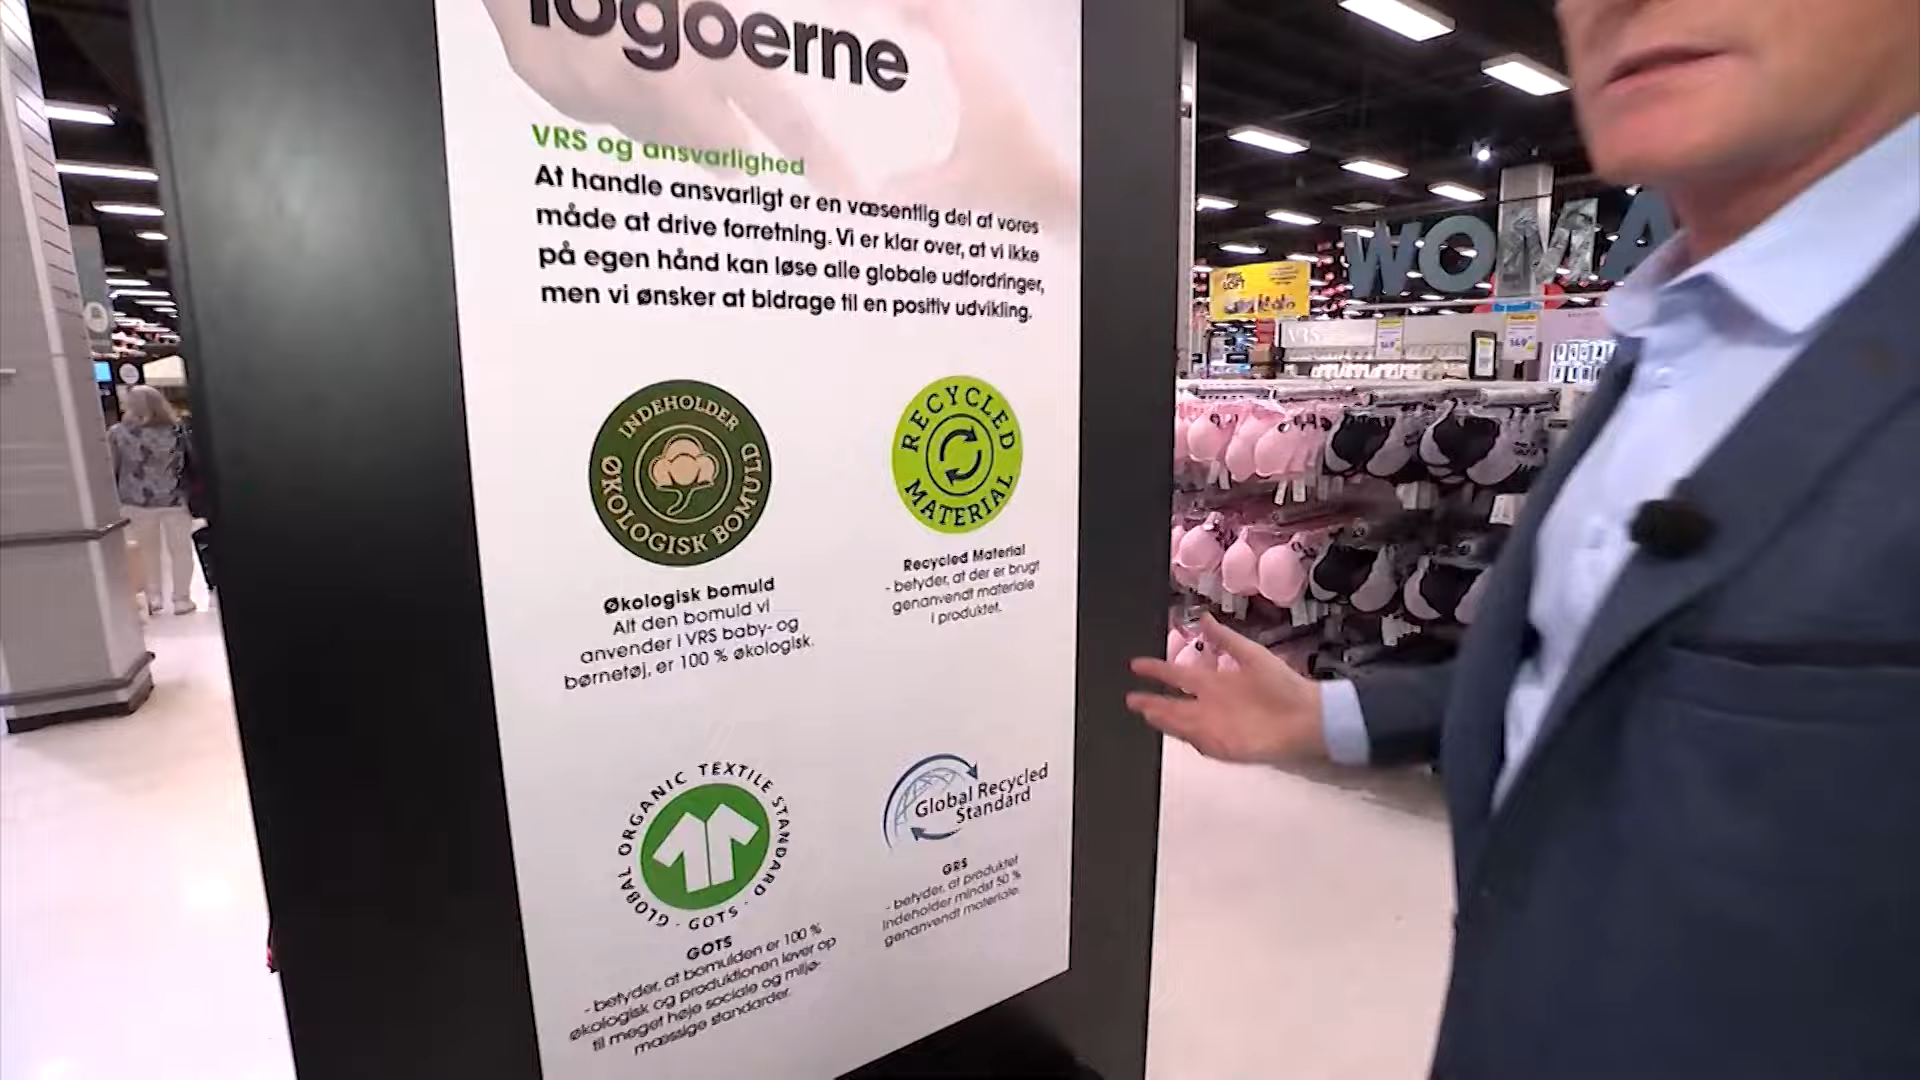 logoerne
VRS og ansvarlighed
At handle ansvarligt er en væsentlig del af vores
måde at drive forretning. Vi er klar over, at vi ikke
på egen hånd kan løse alle globale udfordringer,
men vi ønsker at bidrage til en positiv udvikling.
INDEHOLDER
ØKOLOGISK BOMULD
RECYCLED
MATERIAL
Økologisk bomuld
Alt den bomuld vi
anvender i VRS baby- og
børnetøj, er 100 % økologisk.
Recycled Material
- betyder, at der er brugt
genanvendt materiale
i produktet.
GLOBAL ORGANIC TEXTILE STANDARD · GOTS ·
Global Recycled
Standard
GOTS
- betyder, at bomulden er 100 %
økologisk og produktionen lever op
til meget høje sociale og miljø-
mæssige standarder.
GRS
- betyder, at produktet
indeholder mindst 50 %
genanvendt materiale.
WOMA
VRS
149